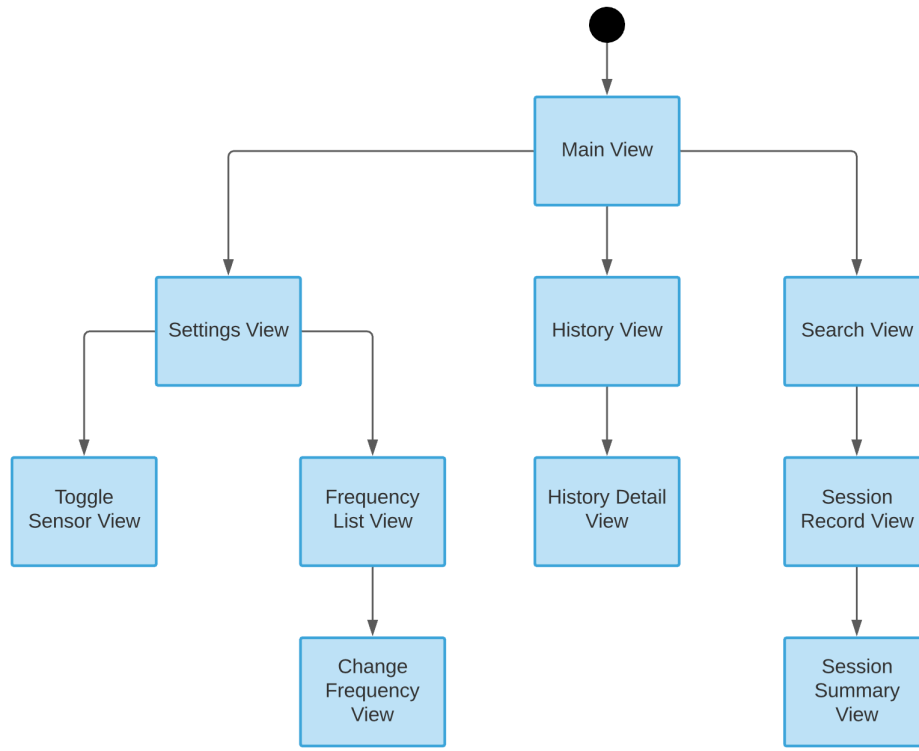 Main View
Settings View
History View
Search View
Toggle
Sensor View
Frequency
List View
History Detail
View
Session
Record View
Change
Frequency
View
Session
Summary
View